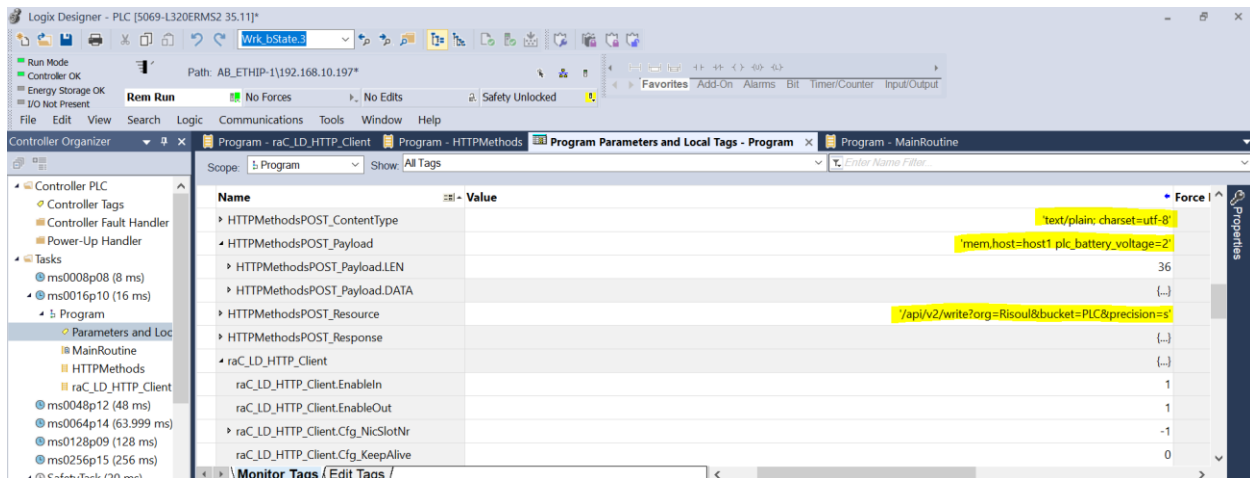 Logix Designer - PLC [5069-L320ERMS2 35.11]*
Wrk_bState.3
Run Mode
Controller OK
Energy Storage OK
I/O Not Present
Path: AB_ETHIP-1\192.168.10.197*
Favorites Add-On Alarms Bit Timer/Counter Input/Output
Rem Run No Forces No Edits Safety Unlocked
File Edit View Search Logic Communications Tools Window Help
Controller Organizer
Program - raC_LD_HTTP_Client Program - HTTPMethods Program Parameters and Local Tags - Program Program - MainRoutine
Scope: Program Show: All Tags Enter Name Filter...
Controller PLC
Controller Tags
Controller Fault Handler
Power-Up Handler
Tasks
ms0008p08 (8 ms)
ms0016p10 (16 ms)
Program
Parameters and Loc
MainRoutine
HTTPMethods
raC_LD_HTTP_Client
ms0048p12 (48 ms)
ms0064p14 (63.999 ms)
ms0128p09 (128 ms)
ms0256p15 (256 ms)
SafetyTask (20 ms)
Name Value Force
HTTPMethodsPOST_ContentType 'text/plain; charset=utf-8'
HTTPMethodsPOST_Payload 'mem,host=host1 plc_battery_voltage=2'
HTTPMethodsPOST_Payload.LEN 36
HTTPMethodsPOST_Payload.DATA {...}
HTTPMethodsPOST_Resource '/api/v2/write?org=Risoul&bucket=PLC&precision=s'
HTTPMethodsPOST_Response {...}
raC_LD_HTTP_Client {...}
raC_LD_HTTP_Client.EnableIn 1
raC_LD_HTTP_Client.EnableOut 1
raC_LD_HTTP_Client.Cfg_NicSlotNr -1
raC_LD_HTTP_Client.Cfg_KeepAlive 0
Monitor Tags Edit Tags
Properties